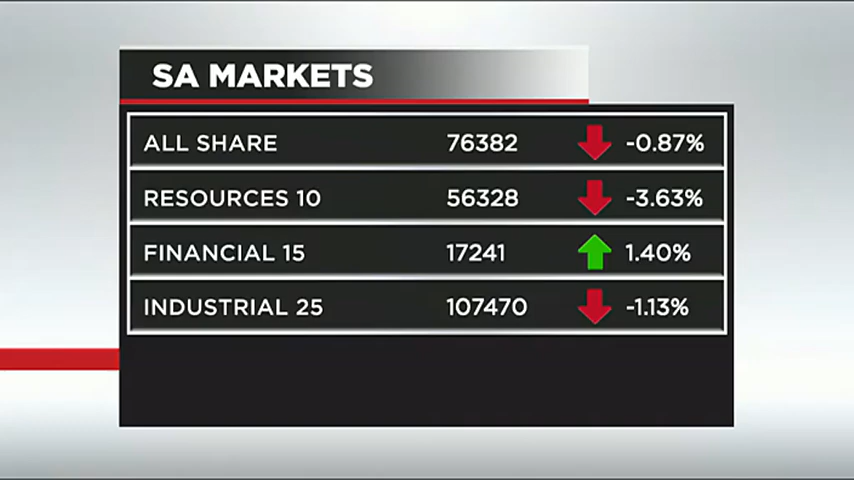 SA MARKETS
ALL SHARE 76382 -0.87%
RESOURCES 10 56328 -3.63%
FINANCIAL 15 17241 1.40%
INDUSTRIAL 25 107470 -1.13%